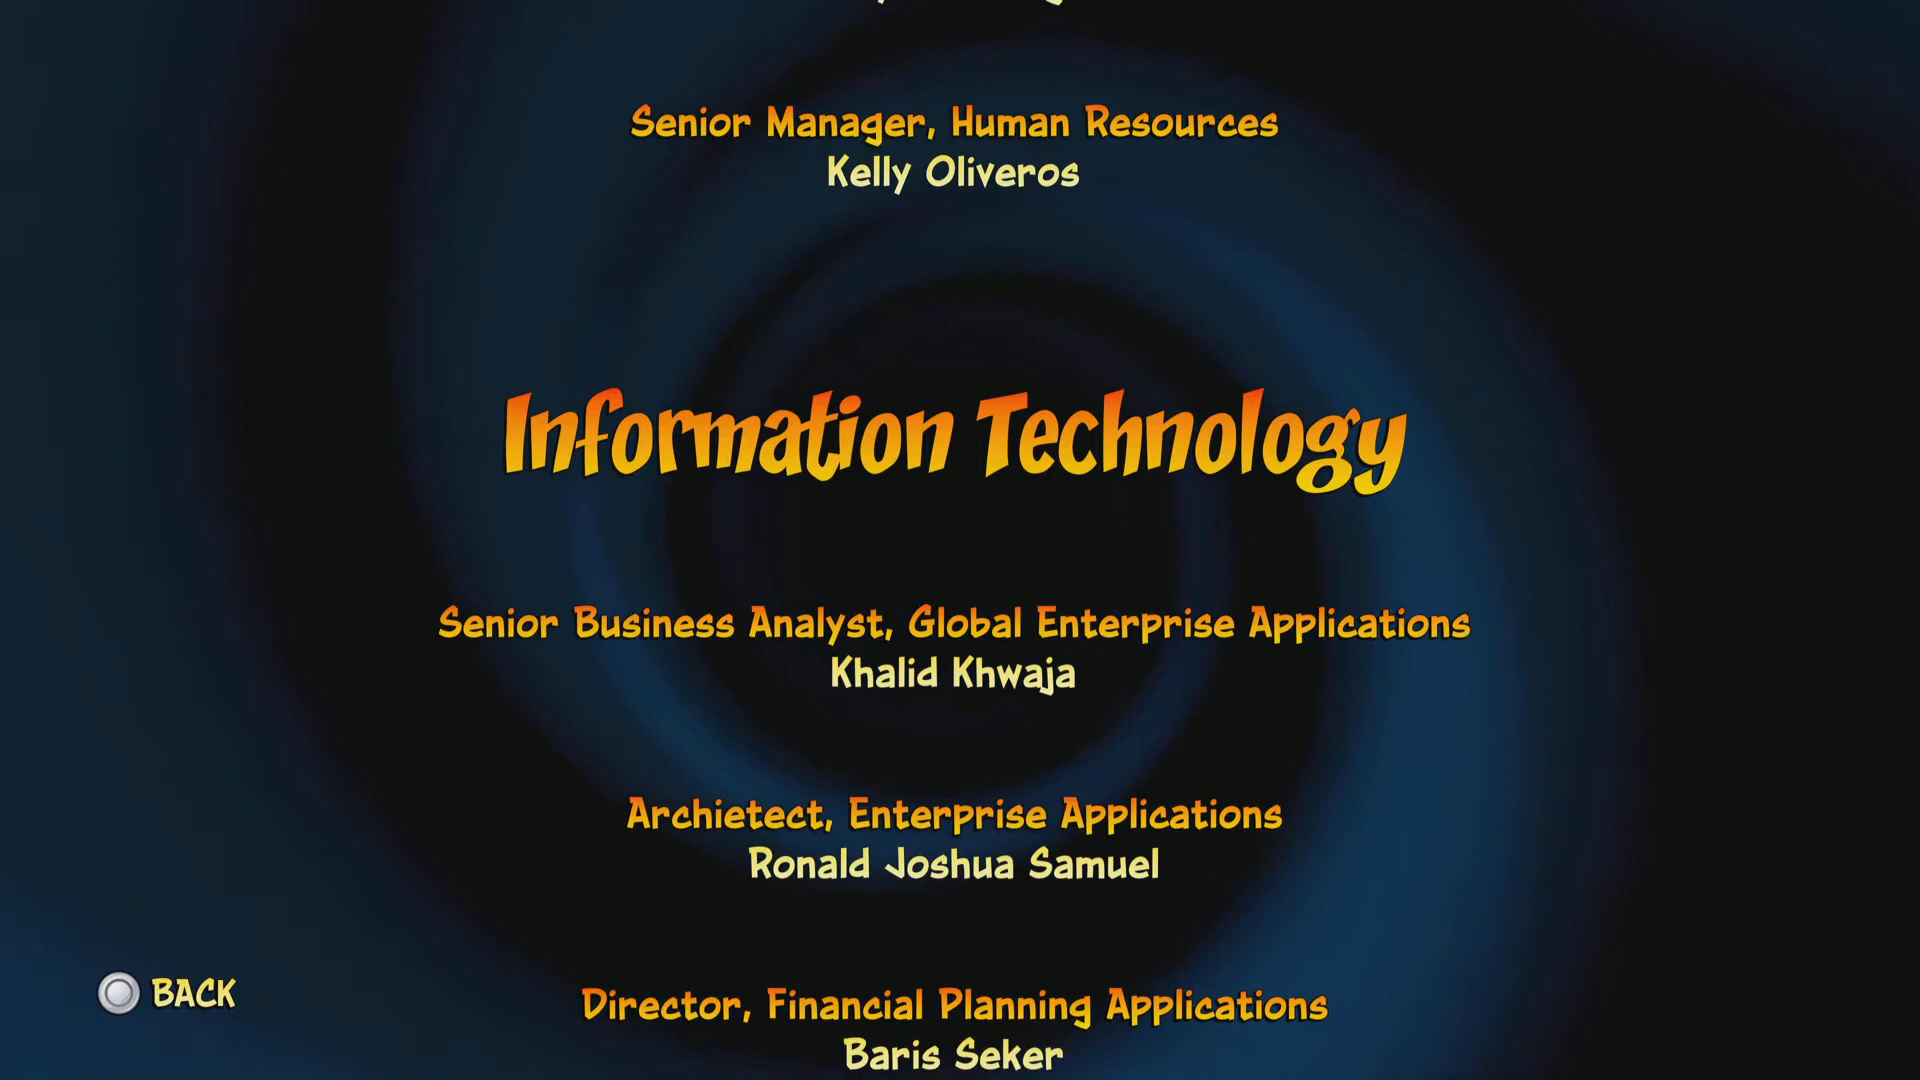 Senior Manager, Human Resources
Kelly Oliveros
Information Technology
Senior Business Analyst, Global Enterprise Applications
Khalid Khwaja
Archietect, Enterprise Applications
Ronald Joshua Samuel
Director, Financial Planning Applications
Baris Seker
BACK